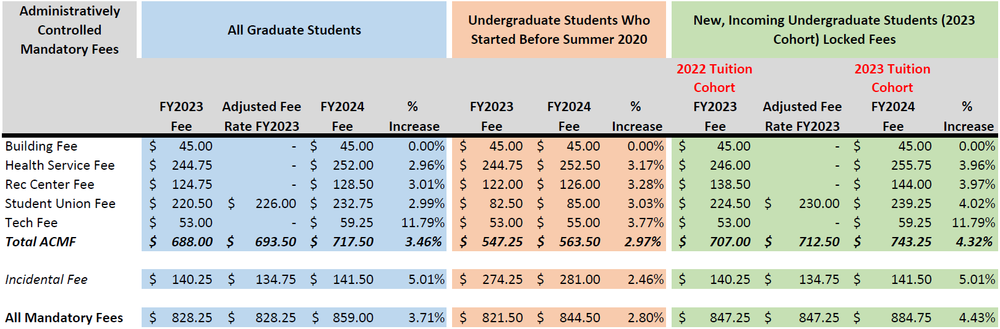 Administratively Controlled Mandatory Fees
All Graduate Students
Undergraduate Students Who Started Before Summer 2020
New, Incoming Undergraduate Students (2023 Cohort) Locked Fees
2022 Tuition Cohort
2023 Tuition Cohort
FY2023 Fee Adjusted Fee Rate FY2023 FY2024 Fee % Increase FY2023 Fee FY2024 Fee % Increase FY2023 Fee Adjusted Fee Rate FY2023 FY2024 Fee % Increase
Building Fee $ 45.00 - $ 45.00 0.00% $ 45.00 $ 45.00 0.00% $ 45.00 - $ 45.00 0.00%
Health Service Fee $ 244.75 - $ 252.00 2.96% $ 244.75 $ 252.50 3.17% $ 246.00 - $ 255.75 3.96%
Rec Center Fee $ 124.75 - $ 128.50 3.01% $ 122.00 $ 126.00 3.28% $ 138.50 - $ 144.00 3.97%
Student Union Fee $ 220.50 $ 226.00 $ 232.75 2.99% $ 82.50 $ 85.00 3.03% $ 224.50 $ 230.00 $ 239.25 4.02%
Tech Fee $ 53.00 - $ 59.25 11.79% $ 53.00 $ 55.00 3.77% $ 53.00 - $ 59.25 11.79%
Total ACMF $ 688.00 $ 693.50 $ 717.50 3.46% $ 547.25 $ 563.50 2.97% $ 707.00 $ 712.50 $ 743.25 4.32%
Incidental Fee $ 140.25 $ 134.75 $ 141.50 5.01% $ 274.25 $ 281.00 2.46% $ 140.25 $ 134.75 $ 141.50 5.01%
All Mandatory Fees $ 828.25 $ 828.25 $ 859.00 3.71% $ 821.50 $ 844.50 2.80% $ 847.25 $ 847.25 $ 884.75 4.43%